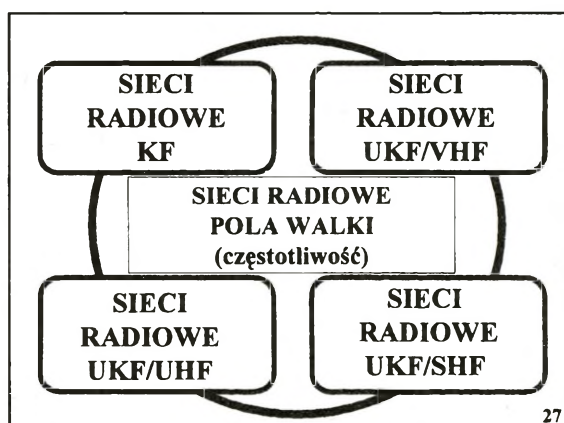 SIECI
RADIOWE
KF
SIECI
RADIOWE
UKF/VHF
SIECI RADIOWE
POLA WALKI
(częstotliwość)
SIECI
RADIOWE
UKF/UHF
SIECI
RADIOWE
UKF/SHF
27